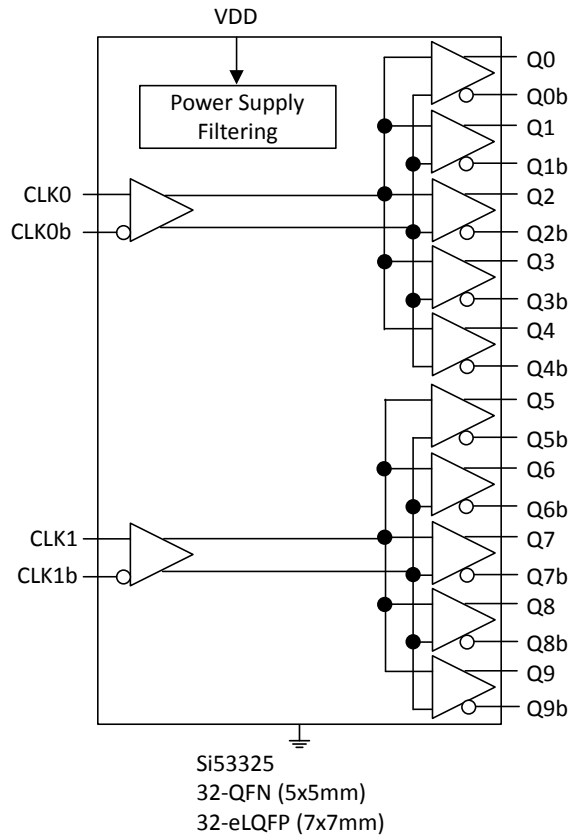 VDD
Power Supply
Filtering
CLK0
CLK0b
Q0
Q0b
Q1
Q1b
Q2
Q2b
Q3
Q3b
Q4
Q4b
CLK1
CLK1b
Q5
Q5b
Q6
Q6b
Q7
Q7b
Q8
Q8b
Q9
Q9b
Si53325
32-QFN (5x5mm)
32-eLQFP (7x7mm)